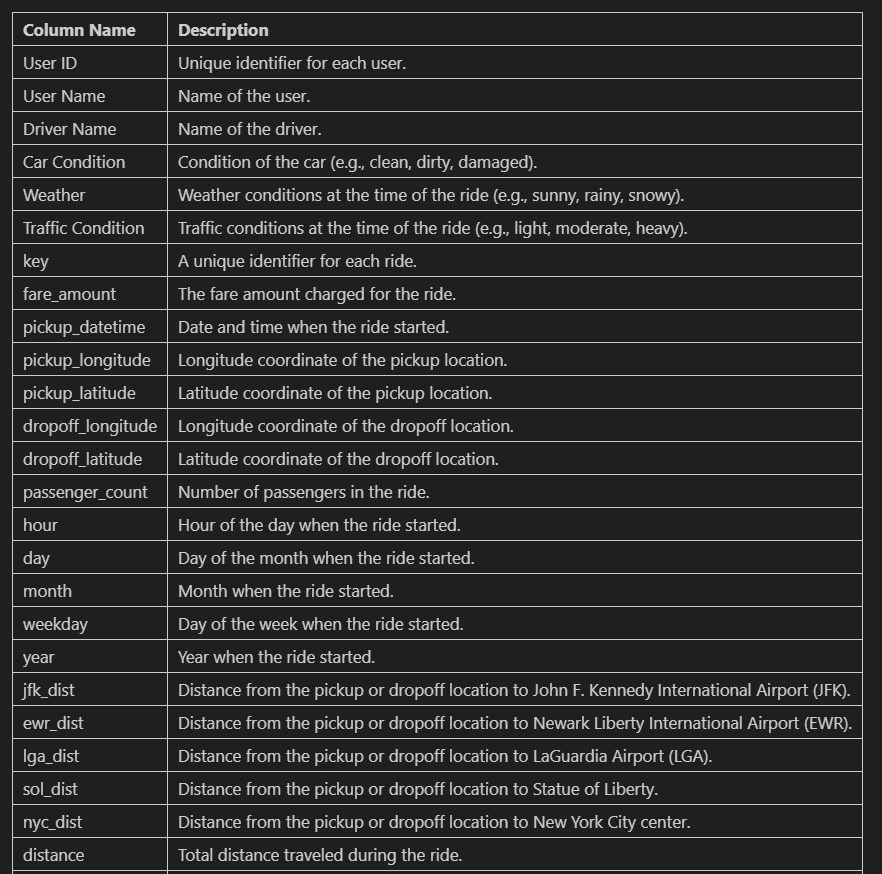 Column Name Description
User ID Unique identifier for each user.
User Name Name of the user.
Driver Name Name of the driver.
Car Condition Condition of the car (e.g., clean, dirty, damaged).
Weather Weather conditions at the time of the ride (e.g., sunny, rainy, snowy).
Traffic Condition Traffic conditions at the time of the ride (e.g., light, moderate, heavy).
key A unique identifier for each ride.
fare_amount The fare amount charged for the ride.
pickup_datetime Date and time when the ride started.
pickup_longitude Longitude coordinate of the pickup location.
pickup_latitude Latitude coordinate of the pickup location.
dropoff_longitude Longitude coordinate of the dropoff location.
dropoff_latitude Latitude coordinate of the dropoff location.
passenger_count Number of passengers in the ride.
hour Hour of the day when the ride started.
day Day of the month when the ride started.
month Month when the ride started.
weekday Day of the week when the ride started.
year Year when the ride started.
jfk_dist Distance from the pickup or dropoff location to John F. Kennedy International Airport (JFK).
ewr_dist Distance from the pickup or dropoff location to Newark Liberty International Airport (EWR).
lga_dist Distance from the pickup or dropoff location to LaGuardia Airport (LGA).
sol_dist Distance from the pickup or dropoff location to Statue of Liberty.
nyc_dist Distance from the pickup or dropoff location to New York City center.
distance Total distance traveled during the ride.